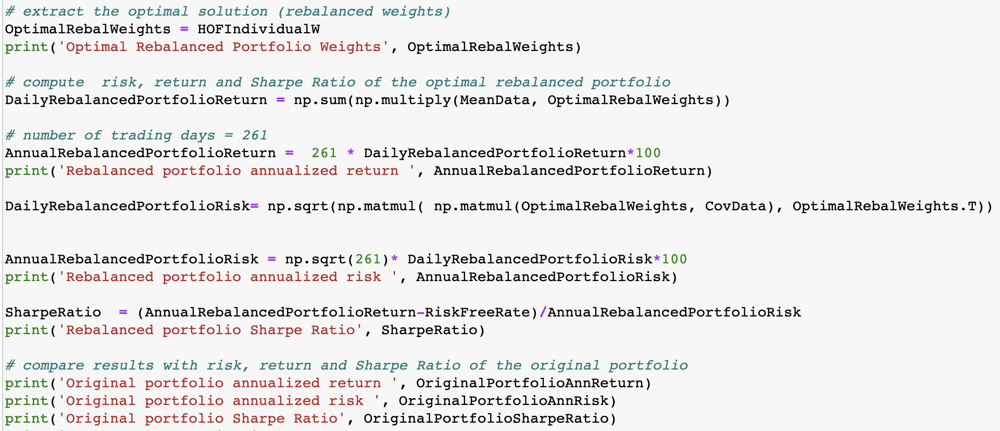 # extract the optimal solution (rebalanced weights)
OptimalRebalWeights = HOFIndividualW
print('Optimal Rebalanced Portfolio Weights', OptimalRebalWeights)
# compute  risk, return and Sharpe Ratio of the optimal rebalanced portfolio
DailyRebalancedPortfolioReturn = np.sum(np.multiply(MeanData, OptimalRebalWeights))
# number of trading days = 261
AnnualRebalancedPortfolioReturn =  261 * DailyRebalancedPortfolioReturn*100
print('Rebalanced portfolio annualized return ', AnnualRebalancedPortfolioReturn)
DailyRebalancedPortfolioRisk= np.sqrt(np.matmul( np.matmul(OptimalRebalWeights, CovData), OptimalRebalWeights.T))
AnnualRebalancedPortfolioRisk = np.sqrt(261)* DailyRebalancedPortfolioRisk*100
print('Rebalanced portfolio annualized risk ', AnnualRebalancedPortfolioRisk)
SharpeRatio  = (AnnualRebalancedPortfolioReturn-RiskFreeRate)/AnnualRebalancedPortfolioRisk
print('Rebalanced portfolio Sharpe Ratio', SharpeRatio)
# compare results with risk, return and Sharpe Ratio of the original portfolio
print('Original portfolio annualized return ', OriginalPortfolioAnnReturn)
print('Original portfolio annualized risk ', OriginalPortfolioAnnRisk)
print('Original portfolio Sharpe Ratio', OriginalPortfolioSharpeRatio)